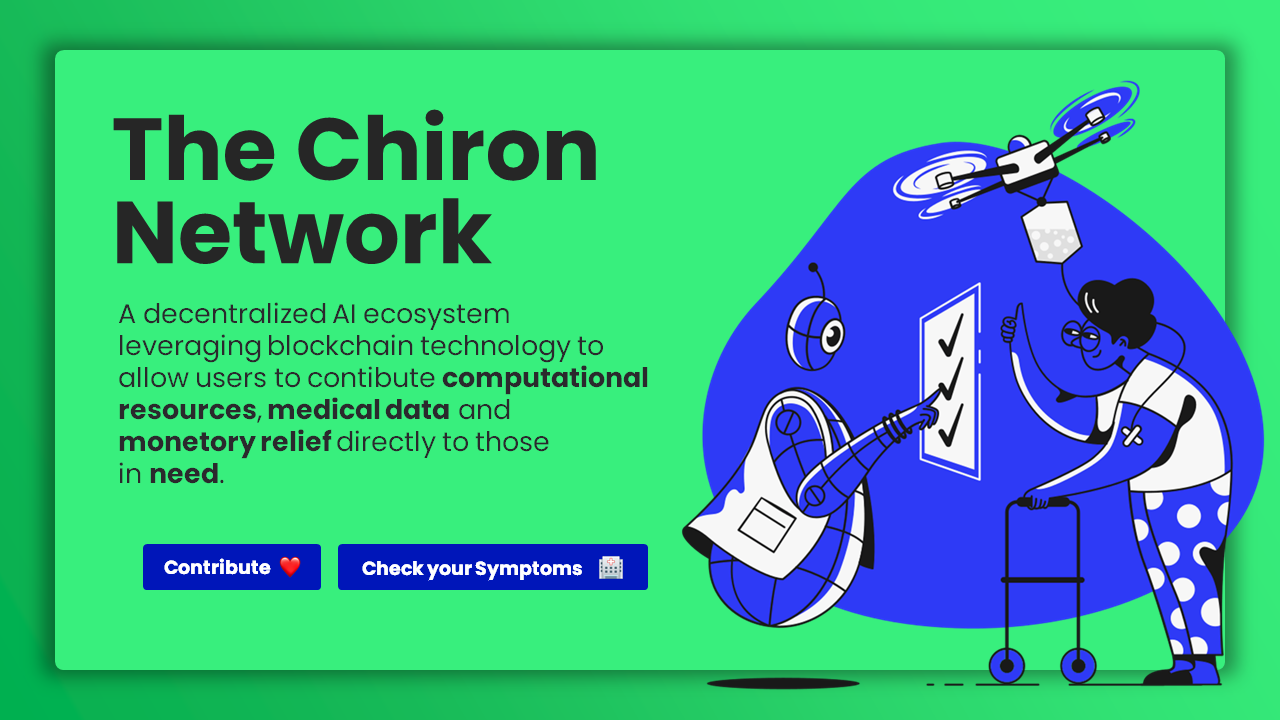 The Chiron
Network
A decentralized AI ecosystem
leveraging blockchain technology to
allow users to contibute computational
resources, medical data and
monetory relief directly to those
in need.
Contribute ❤️
Check your Symptoms 🏥